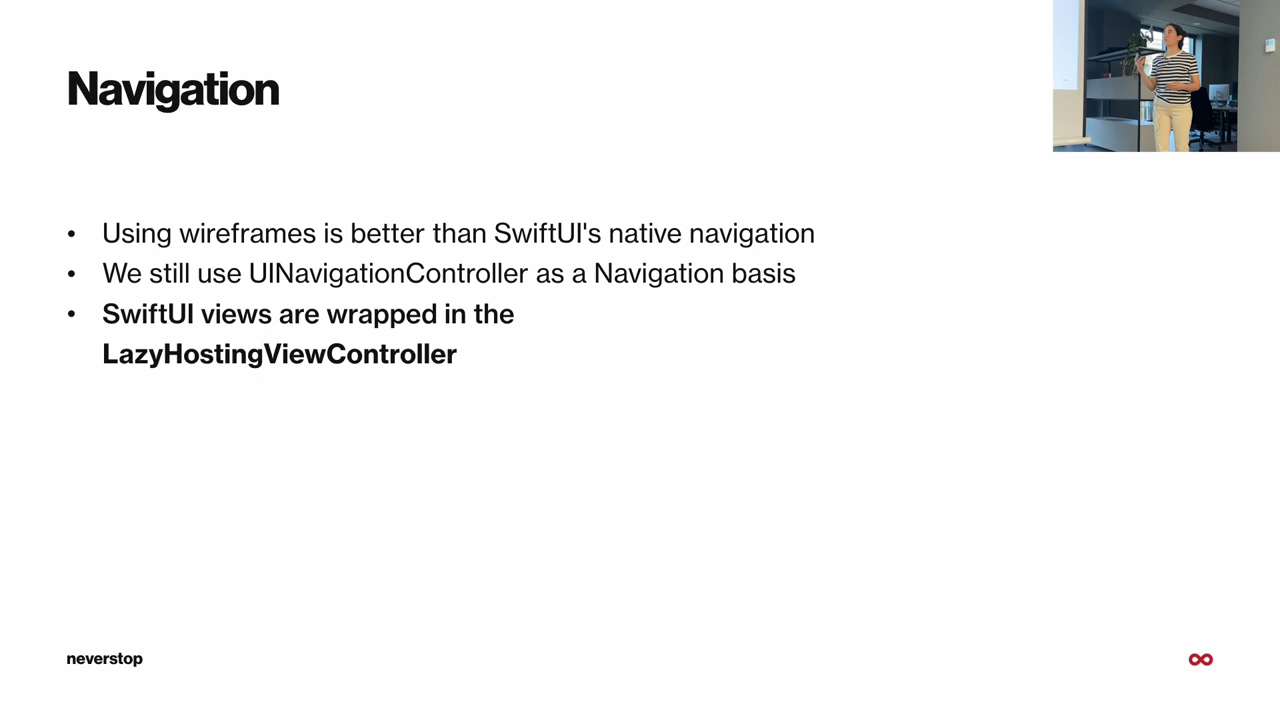 Navigation
• Using wireframes is better than SwiftUI's native navigation
• We still use UINavigationController as a Navigation basis
• SwiftUI views are wrapped in the
LazyHostingViewController
neverstop